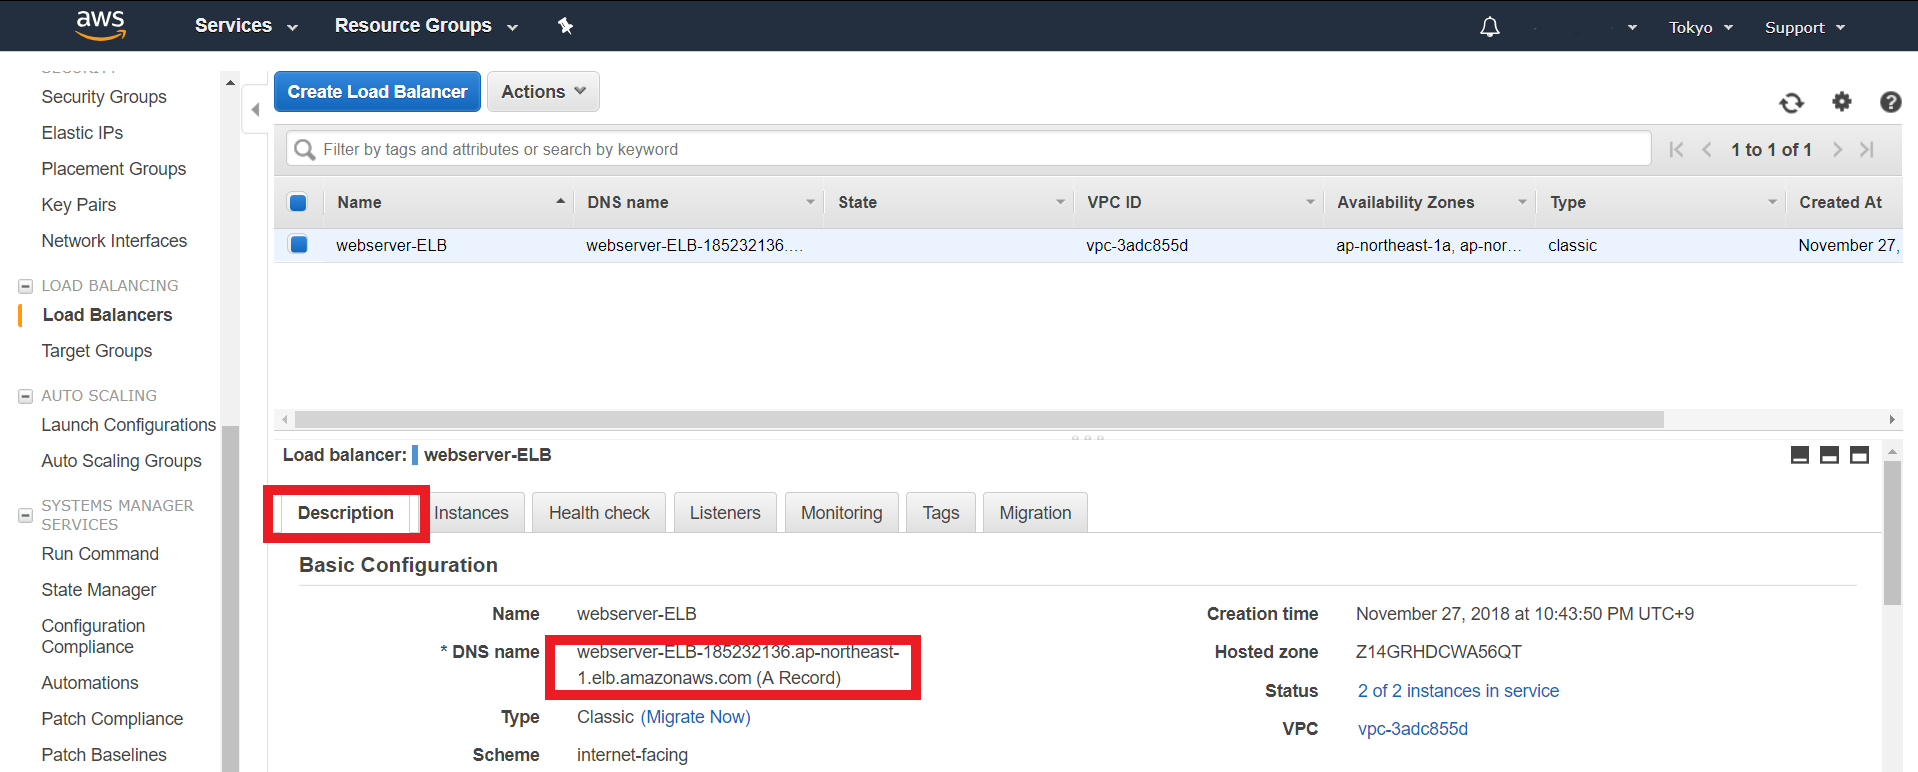 aws
Services
Resource Groups
Tokyo
Support
Security Groups
Elastic IPs
Placement Groups
Key Pairs
Network Interfaces
LOAD BALANCING
Load Balancers
Target Groups
AUTO SCALING
Launch Configurations
Auto Scaling Groups
SYSTEMS MANAGER
SERVICES
Run Command
State Manager
Configuration
Compliance
Automations
Patch Compliance
Patch Baselines
Create Load Balancer
Actions
Filter by tags and attributes or search by keyword
1 to 1 of 1
Name DNS name State VPC ID Availability Zones Type Created At
webserver-ELB webserver-ELB-185232136.... vpc-3adc855d ap-northeast-1a, ap-nor... classic November 27,
Load balancer: webserver-ELB
Description Instances Health check Listeners Monitoring Tags Migration
Basic Configuration
Name webserver-ELB
* DNS name webserver-ELB-185232136.ap-northeast-
1.elb.amazonaws.com (A Record)
Type Classic (Migrate Now)
Scheme internet-facing
Creation time November 27, 2018 at 10:43:50 PM UTC+9
Hosted zone Z14GRHDCWA56QT
Status 2 of 2 instances in service
VPC vpc-3adc855d